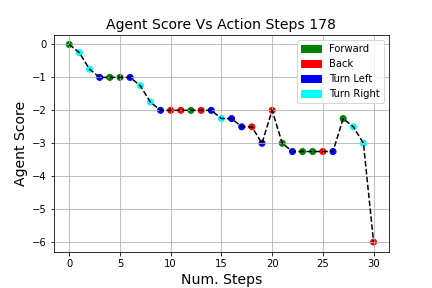 Agent Score Vs Action Steps 178
Forward
Back
Turn Left
Turn Right
Agent Score
0
−1
−2
−3
−4
−5
−6
0 5 10 15 20 25 30
Num. Steps